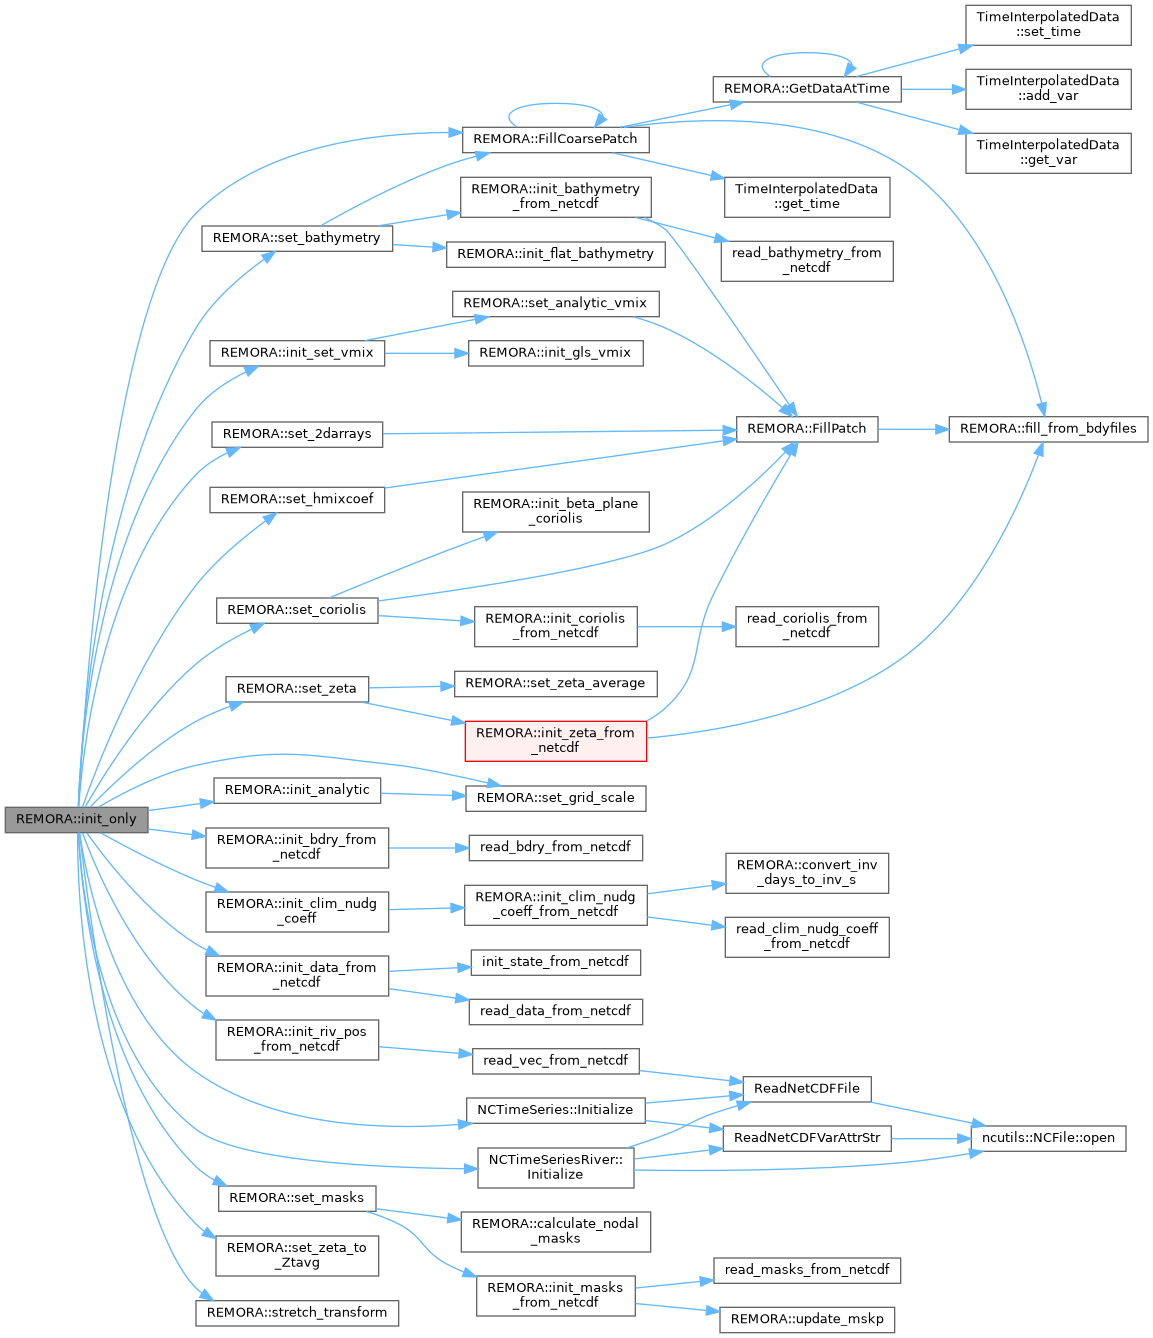 TimeInterpolatedData
::set_time
REMORA::GetDataAtTime
TimeInterpolatedData
::add_var
REMORA::FillCoarsePatch
TimeInterpolatedData
::get_var
REMORA::init_bathymetry
_from_netcdf
TimeInterpolatedData
::get_time
REMORA::set_bathymetry
REMORA::init_flat_bathymetry
read_bathymetry_from
_netcdf
REMORA::set_analytic_vmix
REMORA::init_set_vmix
REMORA::init_gls_vmix
REMORA::set_2darrays
REMORA::FillPatch
REMORA::fill_from_bdyfiles
REMORA::set_hmixcoef
REMORA::init_beta_plane
_coriolis
REMORA::set_coriolis
REMORA::init_coriolis
_from_netcdf
read_coriolis_from
_netcdf
REMORA::set_zeta
REMORA::set_zeta_average
REMORA::init_zeta_from
_netcdf
REMORA::init_analytic
REMORA::set_grid_scale
REMORA::init_only
REMORA::init_bdry_from
_netcdf
read_bdry_from_netcdf
REMORA::init_clim_nudg
_coeff
REMORA::init_clim_nudg
_coeff_from_netcdf
REMORA::convert_inv
_days_to_inv_s
read_clim_nudg_coeff
_from_netcdf
REMORA::init_data_from
_netcdf
init_state_from_netcdf
read_data_from_netcdf
REMORA::init_riv_pos
_from_netcdf
read_vec_from_netcdf
ReadNetCDFFile
NCTimeSeries::Initialize
ReadNetCDFVarAttrStr
ncutils::NCFile::open
NCTimeSeriesRiver::
Initialize
REMORA::set_masks
REMORA::calculate_nodal
_masks
REMORA::set_zeta_to
_Ztavg
REMORA::init_masks
_from_netcdf
read_masks_from_netcdf
REMORA::stretch_transform
REMORA::update_mskp